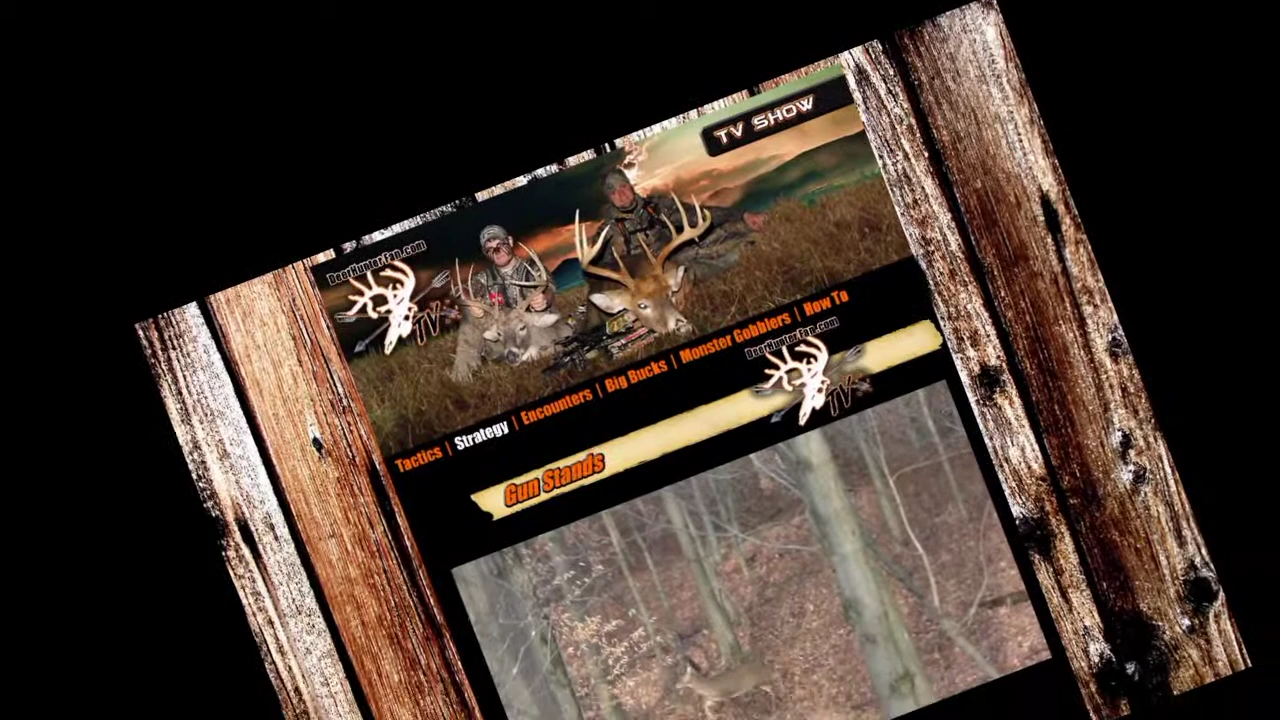 TV SHOW
DeerHunterFan.com
TV
Tactics | Strategy | Encounters | Big Bucks | Monster Gobblers | How To
DeerHunterFan.com
TV
Gun Stands